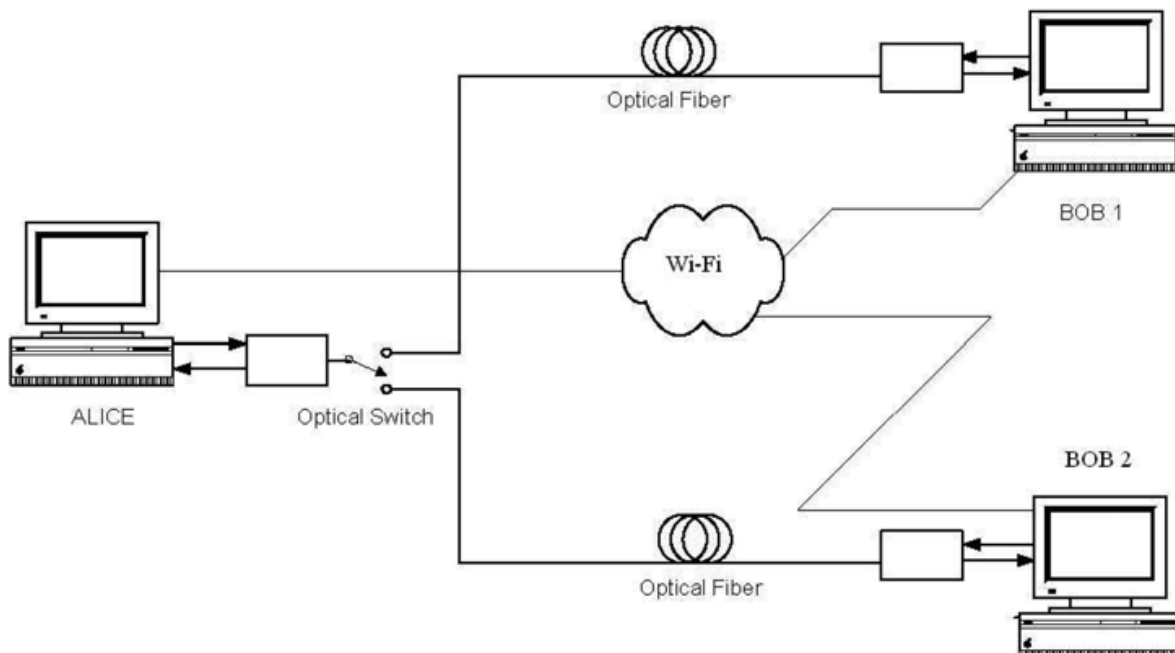 Optical Fiber
BOB 1
Wi-Fi
ALICE
Optical Switch
BOB 2
Optical Fiber